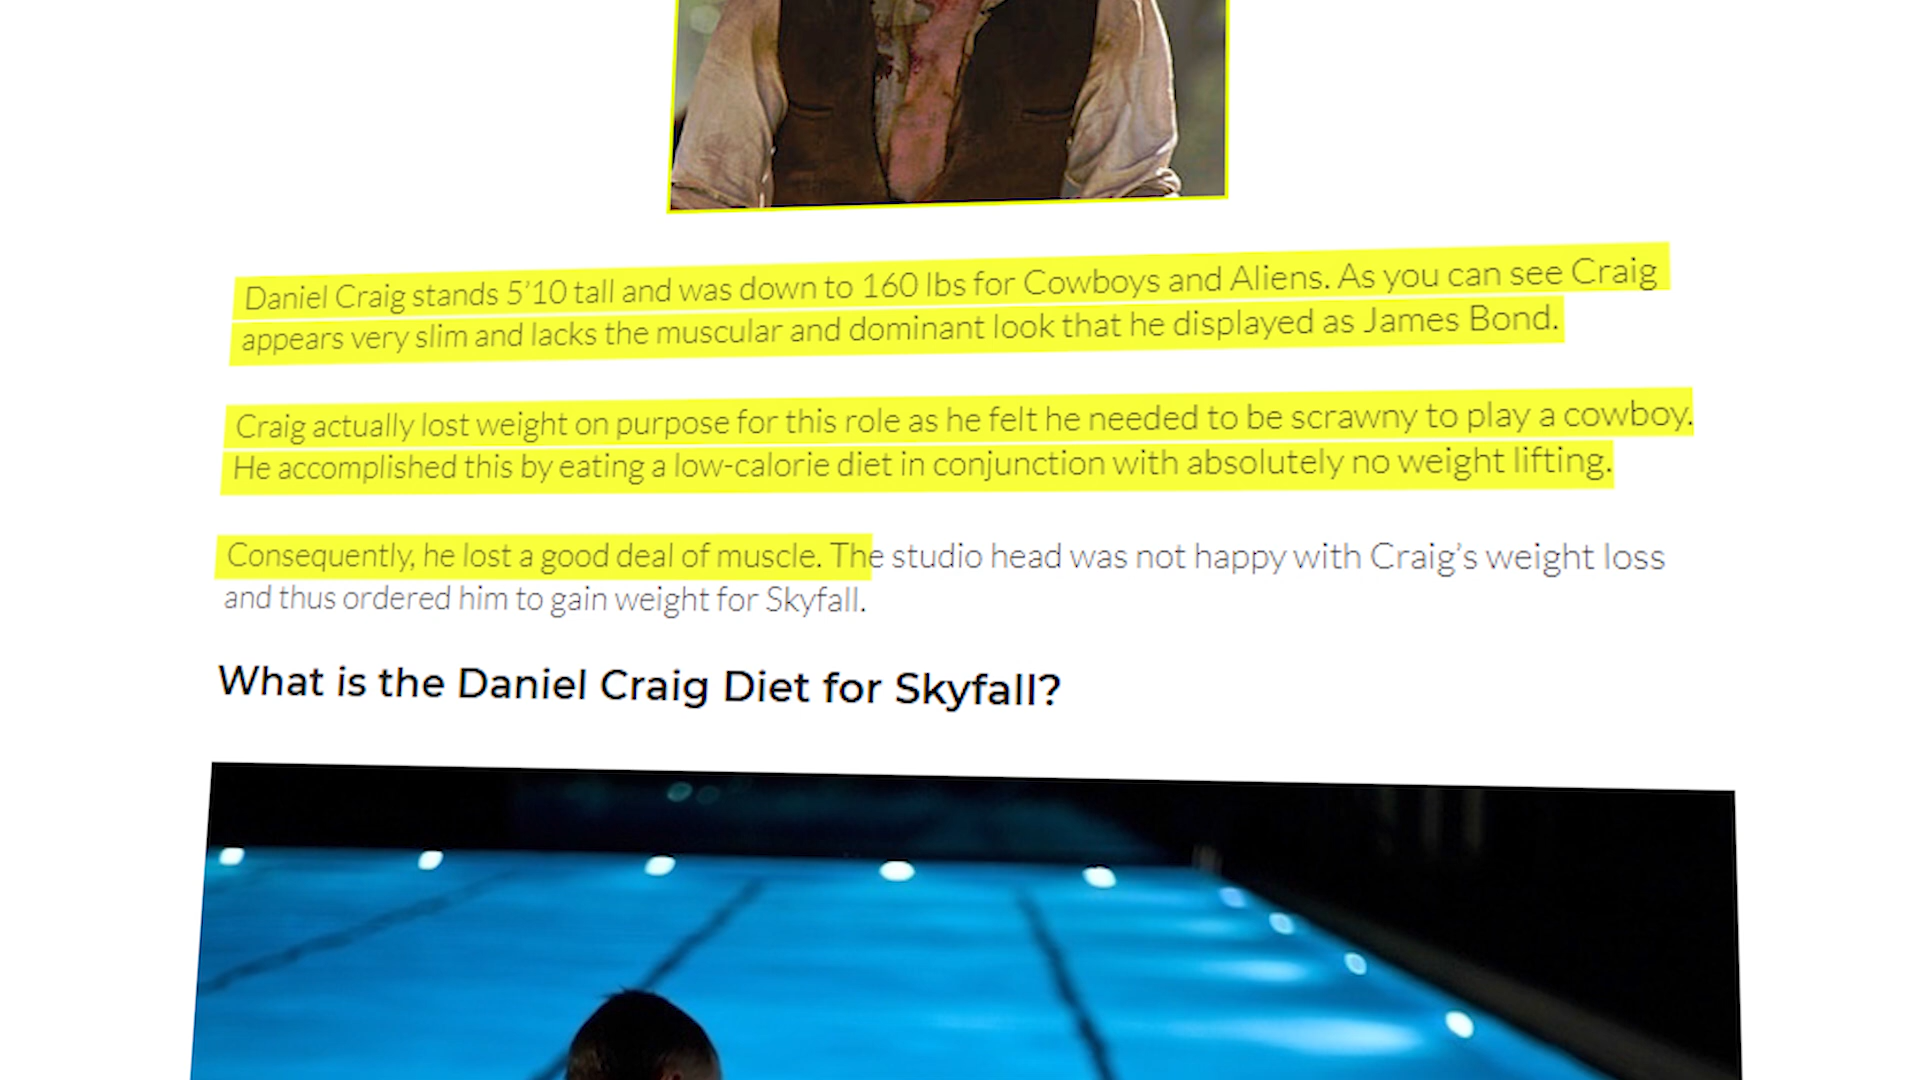 Daniel Craig stands 5’10 tall and was down to 160 lbs for Cowboys and Aliens. As you can see Craig
appears very slim and lacks the muscular and dominant look that he displayed as James Bond.
Craig actually lost weight on purpose for this role as he felt he needed to be scrawny to play a cowboy.
He accomplished this by eating a low-calorie diet in conjunction with absolutely no weight lifting.
Consequently, he lost a good deal of muscle. The studio head was not happy with Craig’s weight loss
and thus ordered him to gain weight for Skyfall.
What is the Daniel Craig Diet for Skyfall?